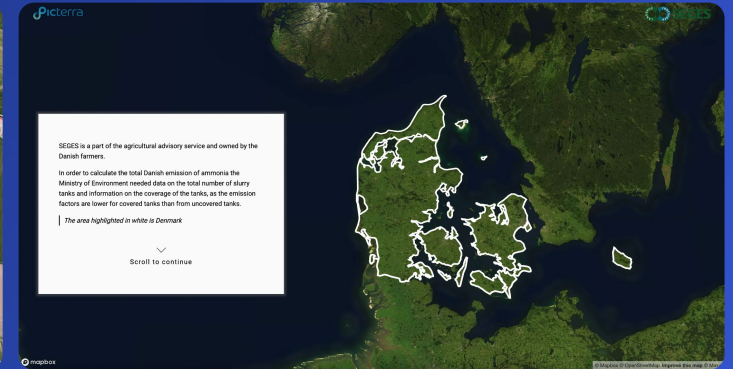 Picterra
SEGES
SEGES is a part of the agricultural advisory service and owned by the
Danish farmers.
In order to calculate the total Danish emission of ammonia the
Ministry of Environment needed data on the total number of slurry
tanks and information on the coverage of the tanks, as the emission
factors are lower for covered tanks than from uncovered tanks.
The area highlighted in white is Denmark
Scroll to continue
mapbox
© Mapbox © OpenStreetMap Improve this map ©